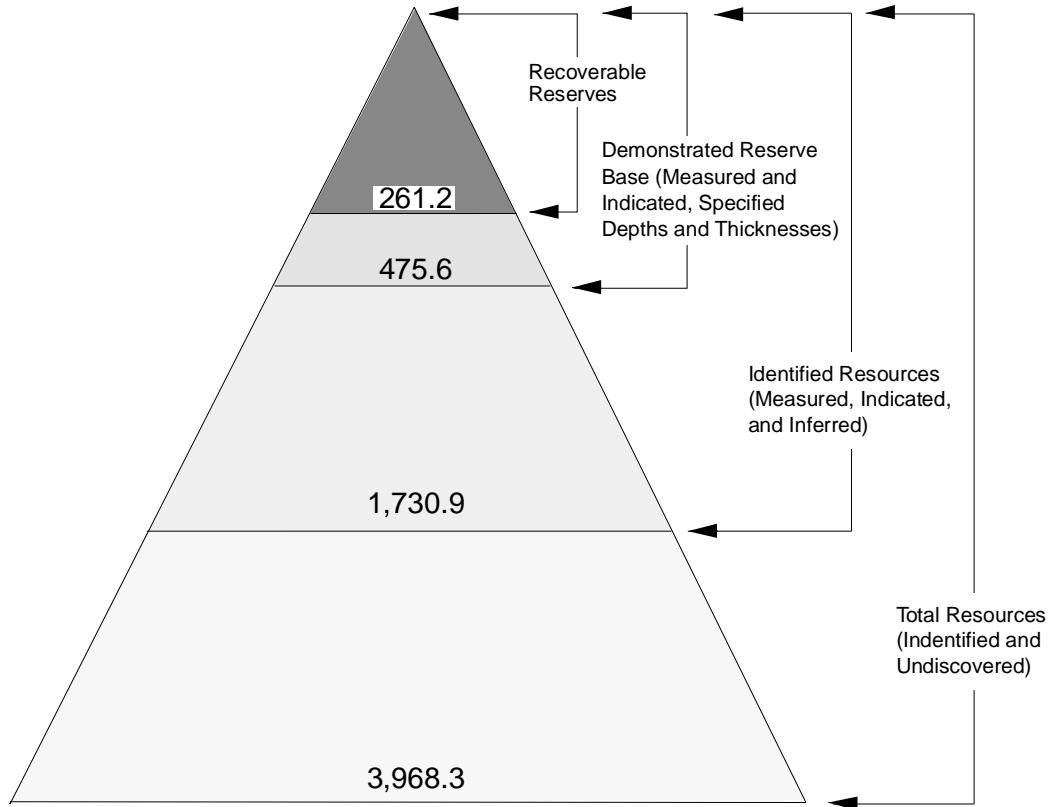 Recoverable
Reserves
Demonstrated Reserve
Base (Measured and
Indicated, Specified
Depths and Thicknesses)
261.2
475.6
Identified Resources
(Measured, Indicated,
and Inferred)
1,730.9
Total Resources
(Indentified and
Undiscovered)
3,968.3